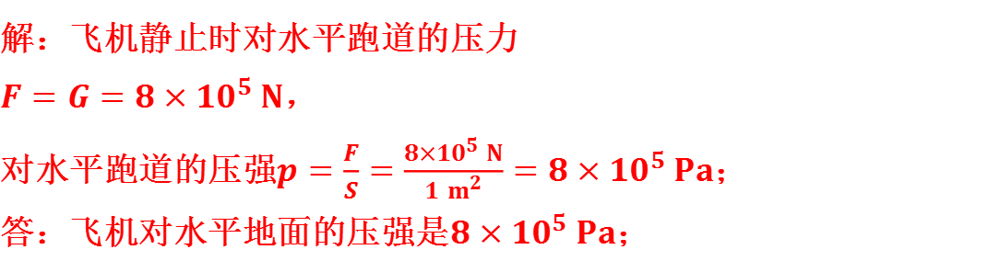 解：飞机静止时对水平跑道的压力
F = G = 8 × 10⁵ N，
对水平跑道的压强p = F/S = 8×10⁵ N/1 m² = 8 × 10⁵ Pa；
答：飞机对水平地面的压强是8 × 10⁵ Pa；